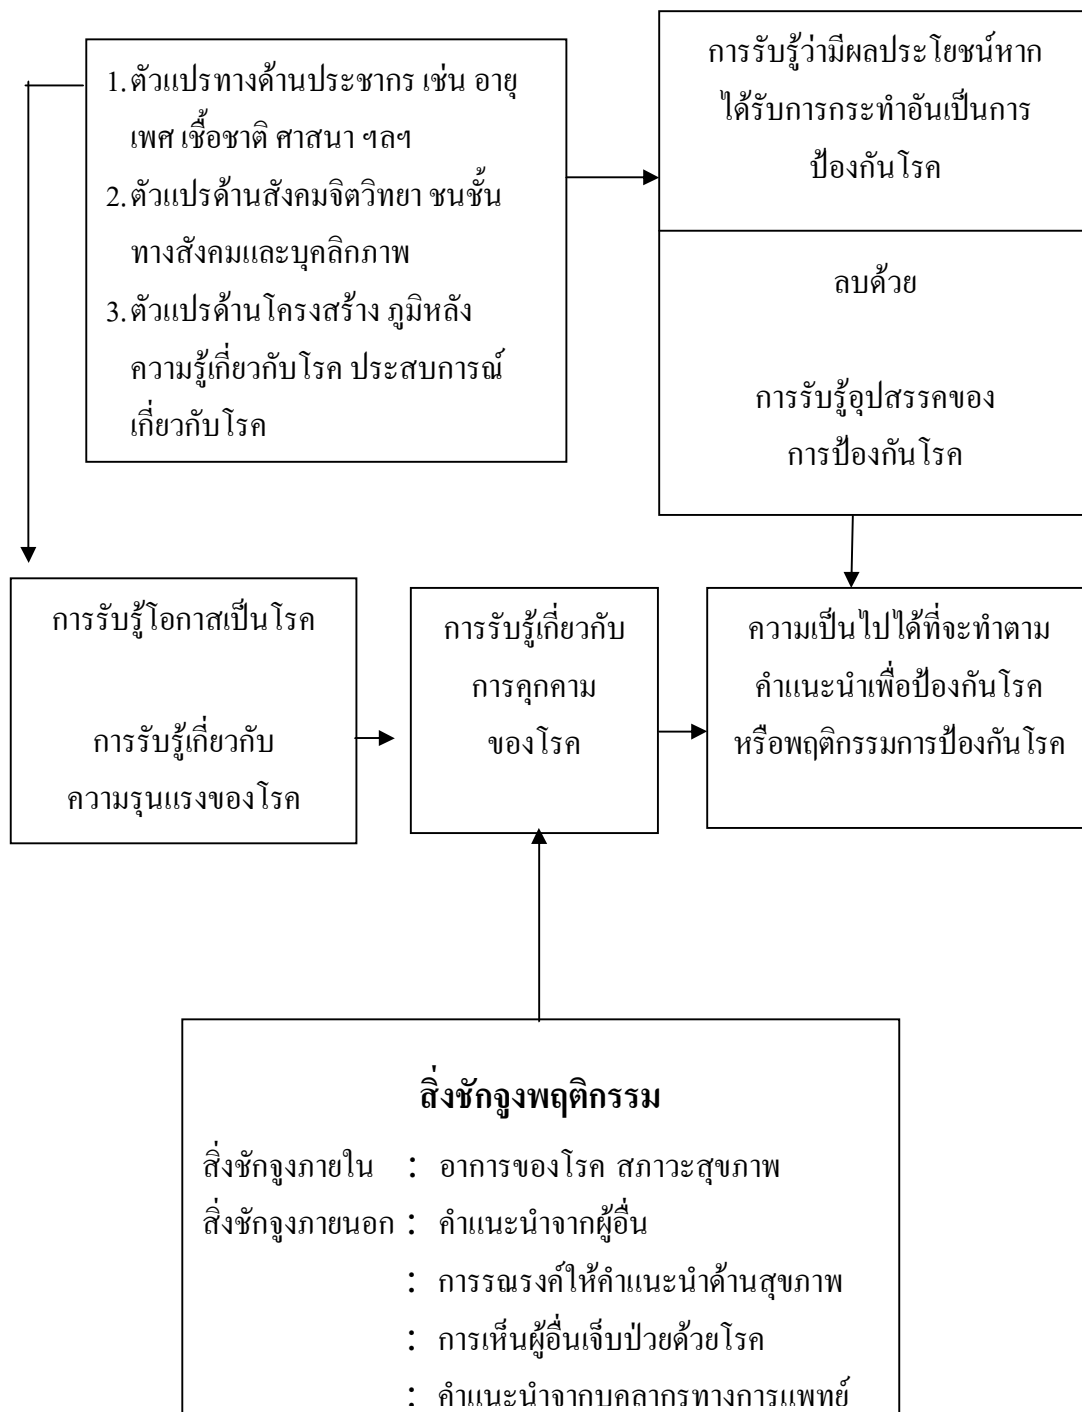 1.ตัวแปรทางด้านประชากร เช่น อายุ
เพศ เชื้อชาติ ศาสนา ฯลฯ
2.ตัวแปรด้านสังคมจิตวิทยา ชนชั้น
ทางสังคมและบุคลิกภาพ
3.ตัวแปรด้านโครงสร้าง ภูมิหลัง
ความรู้เกี่ยวกับโรค ประสบการณ์
เกี่ยวกับโรค
การรับรู้ว่ามีผลประโยชน์หาก
ได้รับการกระทำอันเป็นการ
ป้องกันโรค
ลบด้วย
การรับรู้อุปสรรคของ
การป้องกันโรค
การรับรู้โอกาสเป็นโรค
การรับรู้เกี่ยวกับ
ความรุนแรงของโรค
การรับรู้เกี่ยวกับ
การคุกคาม
ของโรค
ความเป็นไปได้ที่จะทำตาม
คำแนะนำเพื่อป้องกันโรค
หรือพฤติกรรมการป้องกันโรค
สิ่งชักจูงพฤติกรรม
สิ่งชักจูงภายใน : อาการของโรค สภาวะสุขภาพ
สิ่งชักจูงภายนอก : คำแนะนำจากผู้อื่น
: การรณรงค์ให้คำแนะนำด้านสุขภาพ
: การเห็นผู้อื่นเจ็บป่วยด้วยโรค
: คำแนะนำจากบุคลากรทางการแพทย์